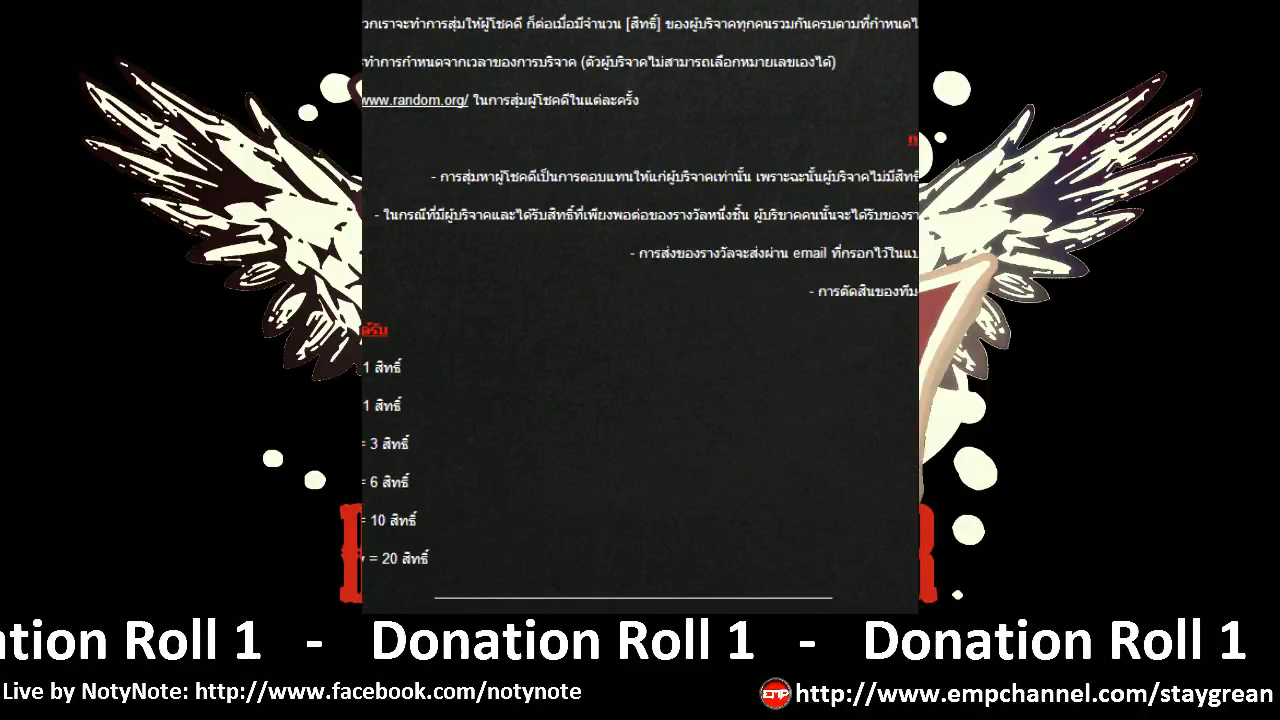 วกเราจะทำการสุ่มให้ผู้โชคดี ก็ต่อเมื่อมีจำนวน [สิทธิ์] ของผู้บริจาคทุกคนรวมกันครบตามที่กำหนดไ
ทำการกำหนดจากเวลาของการบริจาค (ตัวผู้บริจาคไม่สามารถเลือกหมายเลขเองได้)
www.random.org/ ในการสุ่มผู้โชคดีในแต่ละครั้ง
- การสุ่มหาผู้โชคดีเป็นการตอบแทนให้แก่ผู้บริจาคเท่านั้น เพราะฉะนั้นผู้บริจาคไม่มีสิทธิ
- ในกรณีที่มีผู้บริจาคและได้รับสิทธิ์ที่เพียงพอต่อของรางวัลหนึ่งชิ้น ผู้บริขาคคนนั้นจะได้รับของรา
- การส่งของรางวัลจะส่งผ่าน email ที่กรอกไว้ในแบ
- การตัดสินของทีม
ด้รับ
1 สิทธิ์
1 สิทธิ์
= 3 สิทธิ์
= 6 สิทธิ์
= 10 สิทธิ์
= 20 สิทธิ์
ation Roll 1 - Donation Roll 1 - Donation Roll 1
Live by NotyNote: http://www.facebook.com/notynote
EMP http://www.empchannel.com/staygrean